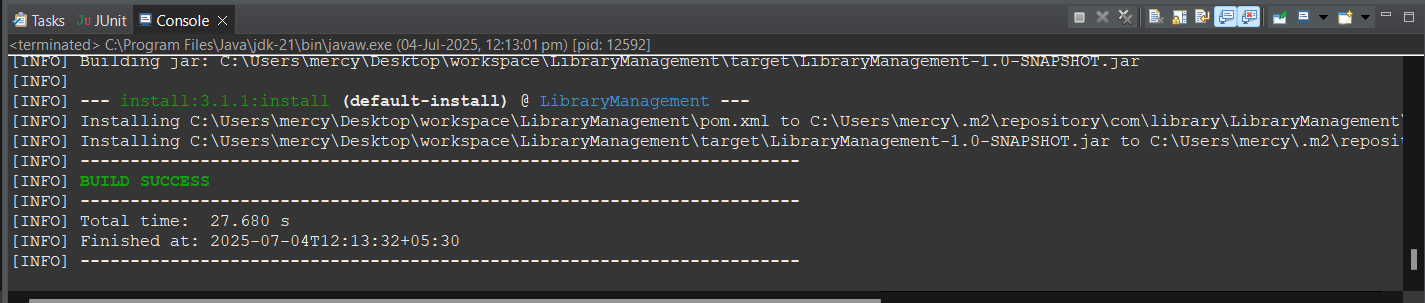 Tasks JUnit Console
<terminated> C:\Program Files\Java\jdk-21\bin\javaw.exe (04-Jul-2025, 12:13:01 pm) [pid: 12592]
[INFO] Building jar: C:\Users\mercy\Desktop\workspace\LibraryManagement\target\LibraryManagement-1.0-SNAPSHOT.jar
[INFO]
[INFO] --- install:3.1.1:install (default-install) @ LibraryManagement ---
[INFO] Installing C:\Users\mercy\Desktop\workspace\LibraryManagement\pom.xml to C:\Users\mercy\.m2\repository\com\library\LibraryManagement\
[INFO] Installing C:\Users\mercy\Desktop\workspace\LibraryManagement\target\LibraryManagement-1.0-SNAPSHOT.jar to C:\Users\mercy\.m2\reposi
[INFO] ------------------------------------------------------------------------
[INFO] BUILD SUCCESS
[INFO] ------------------------------------------------------------------------
[INFO] Total time:  27.680 s
[INFO] Finished at: 2025-07-04T12:13:32+05:30
[INFO] ------------------------------------------------------------------------